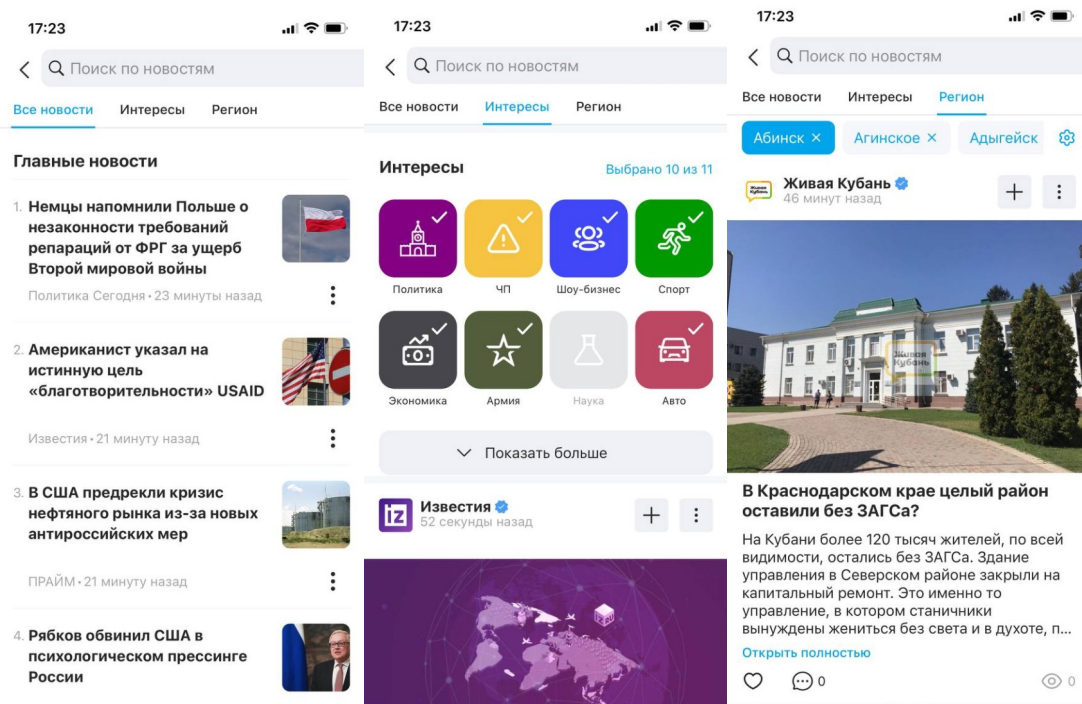 17:23
Поиск по новостям
Все новости Интересы Регион
Главные новости
1. Немцы напомнили Польше о
незаконности требований
репараций от ФРГ за ущерб
Второй мировой войны
Политика Сегодня • 23 минуты назад
2. Американист указал на
истинную цель
«благотворительности» USAID
Известия • 21 минуту назад
3. В США предрекли кризис
нефтяного рынка из-за новых
антироссийских мер
ПРАЙМ • 21 минуту назад
4. Рябков обвинил США в
психологическом прессинге
России
17:23
Поиск по новостям
Все новости Интересы Регион
Интересы Выбрано 10 из 11
Политика ЧП Шоу-бизнес Спорт
Экономика Армия Наука Авто
Показать больше
iz Известия
52 секунды назад
17:23
Поиск по новостям
Все новости Интересы Регион
Абинск × Агинское × Адыгейск
Живая Кубань
Живая Кубань
46 минут назад
Живая
Кубань
В Краснодарском крае целый район
оставили без ЗАГСа?
На Кубани более 120 тысяч жителей, по всей
видимости, остались без ЗАГСа. Здание
управления в Северском районе закрыли на
капитальный ремонт. Это именно то
управление, в котором станичники
вынуждены жениться без света и в духоте, п...
Открыть полностью
0 0